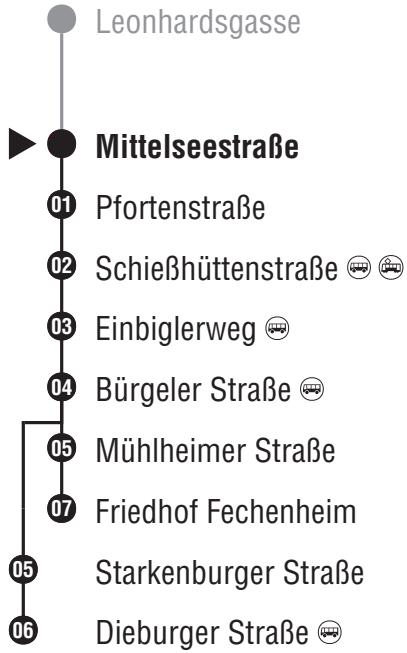 Leonhardsgasse
Mittelseestraße
01 Pfortenstraße
02 Schießhüttenstraße
03 Einbiglerweg
04 Bürgeler Straße
05 Mühlheimer Straße
07 Friedhof Fechenheim
05 Starkenburger Straße
06 Dieburger Straße